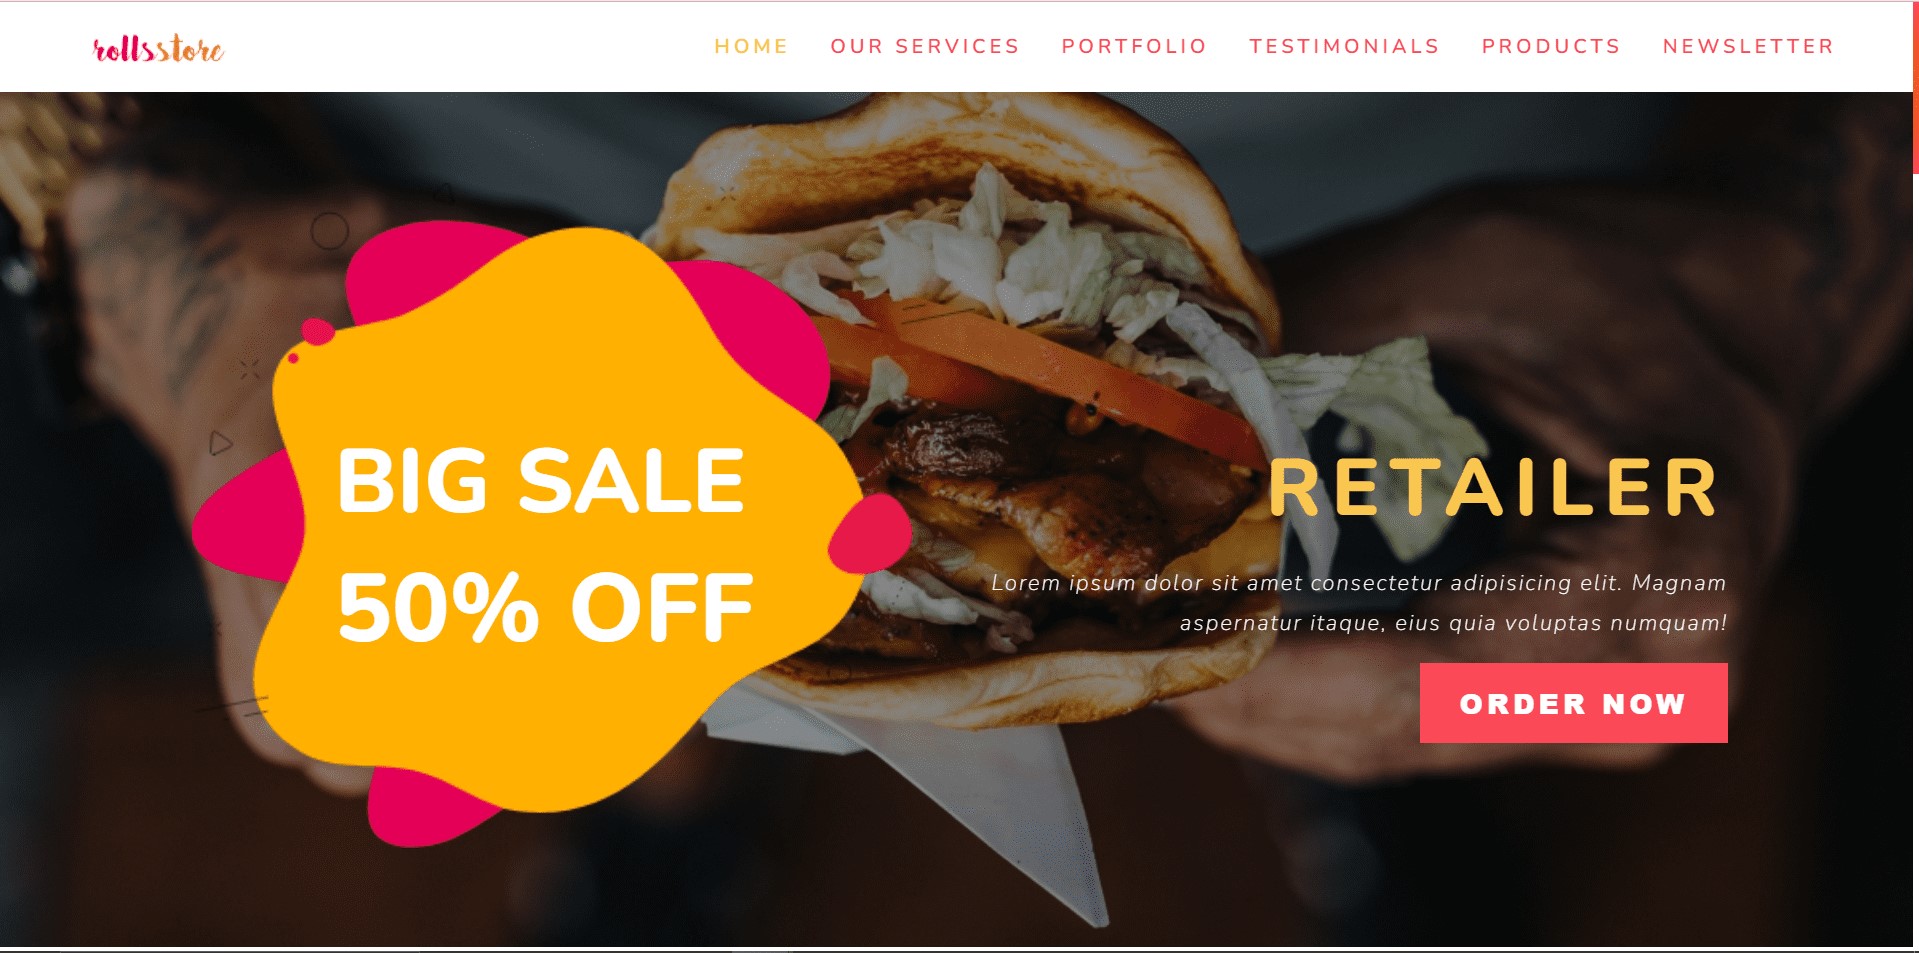 rollsstore
HOME OUR SERVICES PORTFOLIO TESTIMONIALS PRODUCTS NEWSLETTER
BIG SALE
50% OFF
RETAILER
Lorem ipsum dolor sit amet consectetur adipisicing elit. Magnam
aspernatur itaque, eius quia voluptas numquam!
ORDER NOW